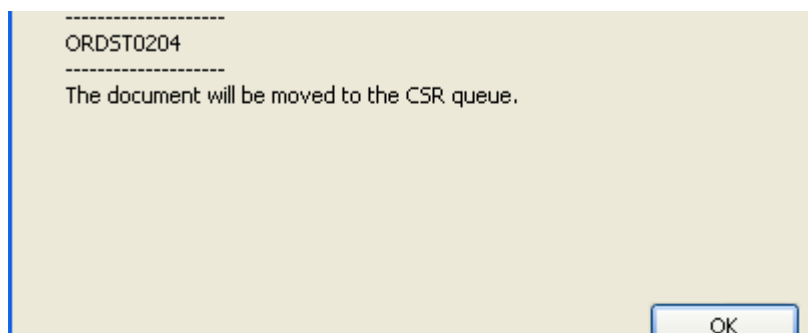 --------------------
ORDST0204
--------------------
The document will be moved to the CSR queue.
OK